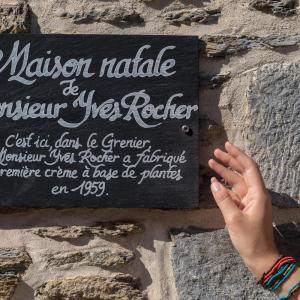 Maison natale
de
onsieur Yves Rocher
C'est ici, dans le Grenier,
Monsieur Yves Rocher a fabriqué
première crème à base de plantes
en 1959.